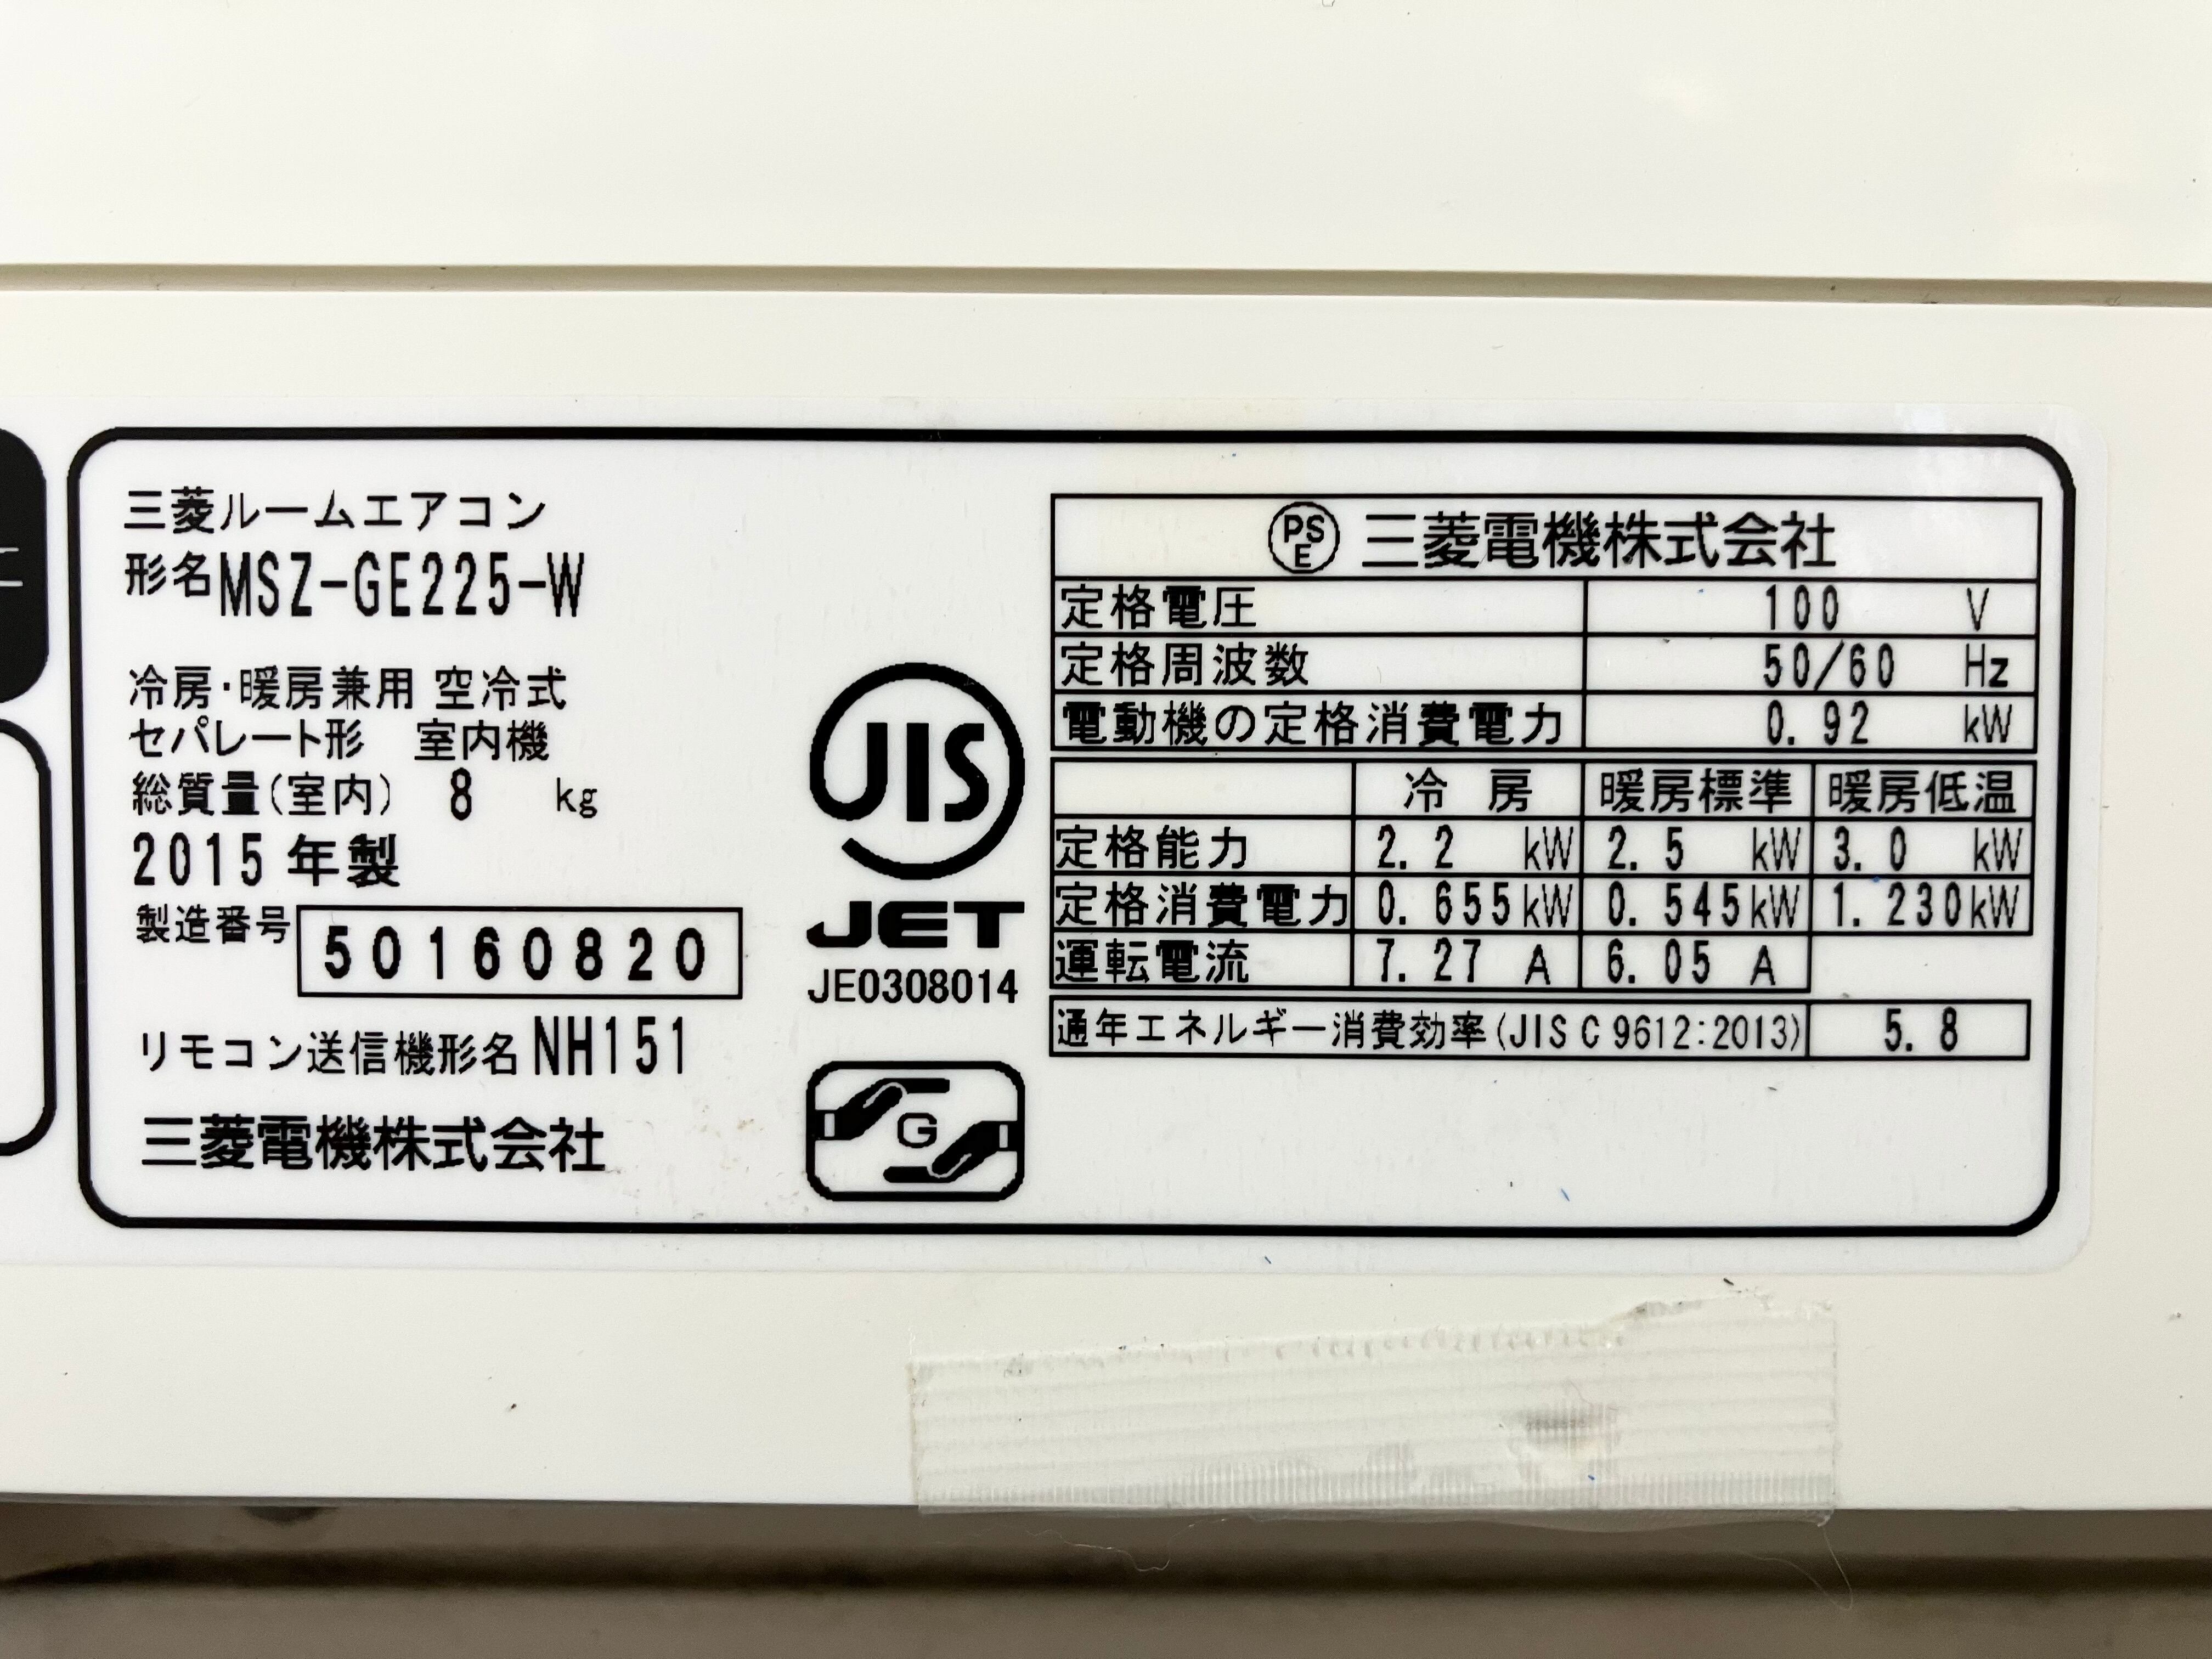 三菱ルームエアコン
形名MSZ-GE225-W
冷房・暖房兼用 空冷式
セパレート形 室内機
総質量(室内) 8 kg
2015年製
製造番号 50160820
リモコン送信機形名 NH151
三菱電機株式会社
JIS
JET
JE0308014
G
PSE 三菱電機株式会社
定格電圧 100 V
定格周波数 50/60 Hz
電動機の定格消費電力 0.92 kW
冷房 暖房標準 暖房低温
定格能力 2.2 kW 2.5 kW 3.0 kW
定格消費電力 0.655kW 0.545kW 1.230kW
運転電流 7.27 A 6.05 A
通年エネルギー消費効率(JIS C 9612:2013) 5.8